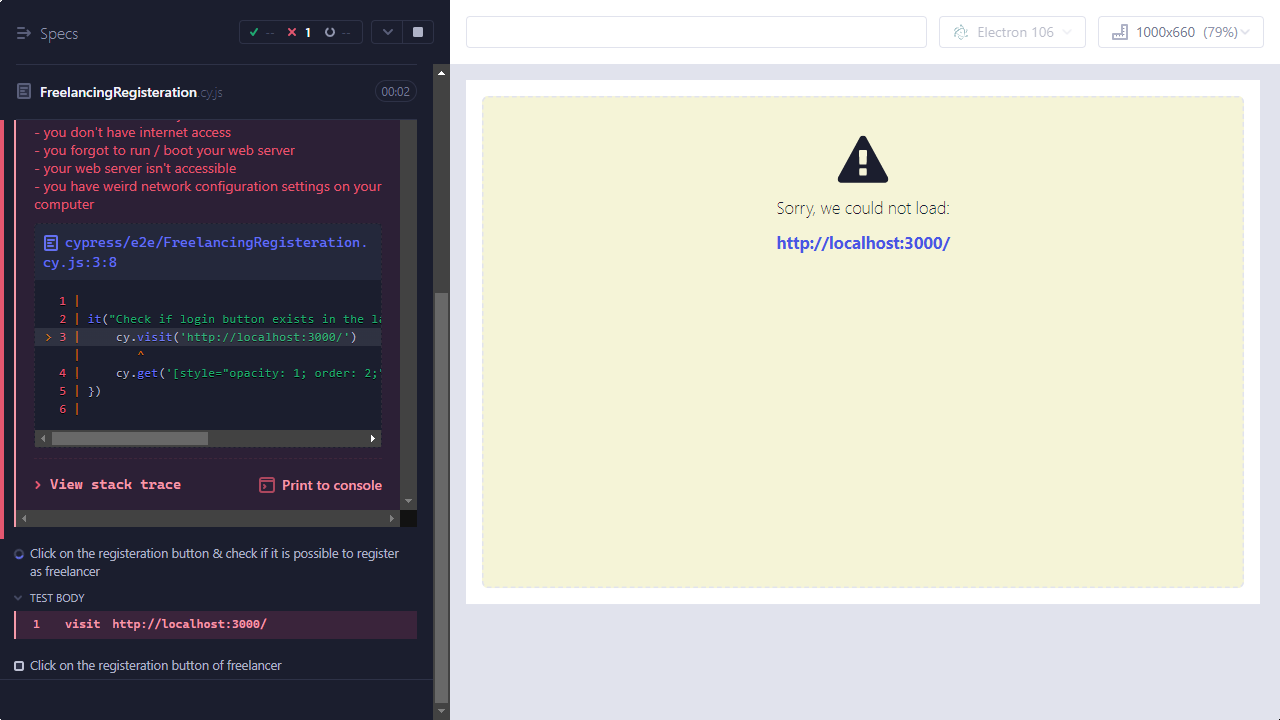 Specs
-- 1 --
FreelancingRegisteration cy.js
00:02
- you don't have internet access
- you forgot to run / boot your web server
- your web server isn't accessible
- you have weird network configuration settings on your
computer
cypress/e2e/FreelancingRegisteration.
cy.js:3:8
1 |
2 | it("Check if login button exists in the la
> 3 | cy.visit('http://localhost:3000/')
| ^
4 | cy.get('[style="opacity: 1; order: 2;"
5 | })
6 |
> View stack trace
Print to console
Click on the registeration button & check if it is possible to register
as freelancer
TEST BODY
1 visit http://localhost:3000/
Click on the registeration button of freelancer
Electron 106
1000x660 (79%)
Sorry, we could not load:
http://localhost:3000/